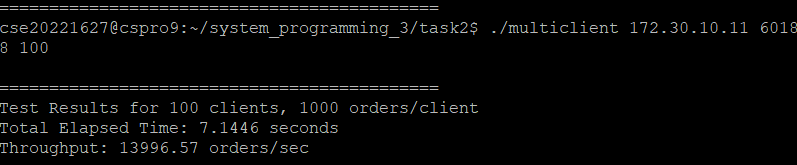 ============================================
cse20221627@cspro9:~/system_programming_3/task2$ ./multiclient 172.30.10.11 6018
8 100

============================================
Test Results for 100 clients, 1000 orders/client
Total Elapsed Time: 7.1446 seconds
Throughput: 13996.57 orders/sec